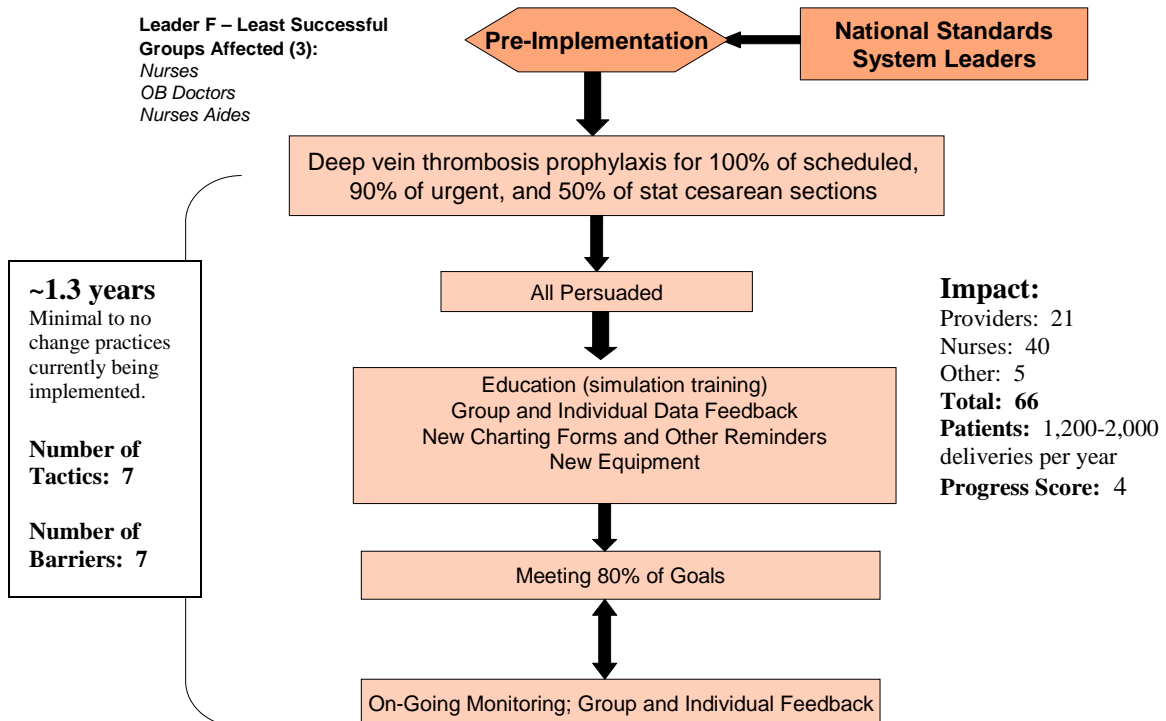 Leader F – Least Successful
Groups Affected (3):
Nurses
OB Doctors
Nurses Aides
Pre-Implementation
National Standards
System Leaders
Deep vein thrombosis prophylaxis for 100% of scheduled,
90% of urgent, and 50% of stat cesarean sections
~1.3 years
Minimal to no
change practices
currently being
implemented.
Number of
Tactics: 7
Number of
Barriers: 7
All Persuaded
Education (simulation training)
Group and Individual Data Feedback
New Charting Forms and Other Reminders
New Equipment
Meeting 80% of Goals
On-Going Monitoring; Group and Individual Feedback
Impact:
Providers: 21
Nurses: 40
Other: 5
Total: 66
Patients: 1,200-2,000
deliveries per year
Progress Score: 4